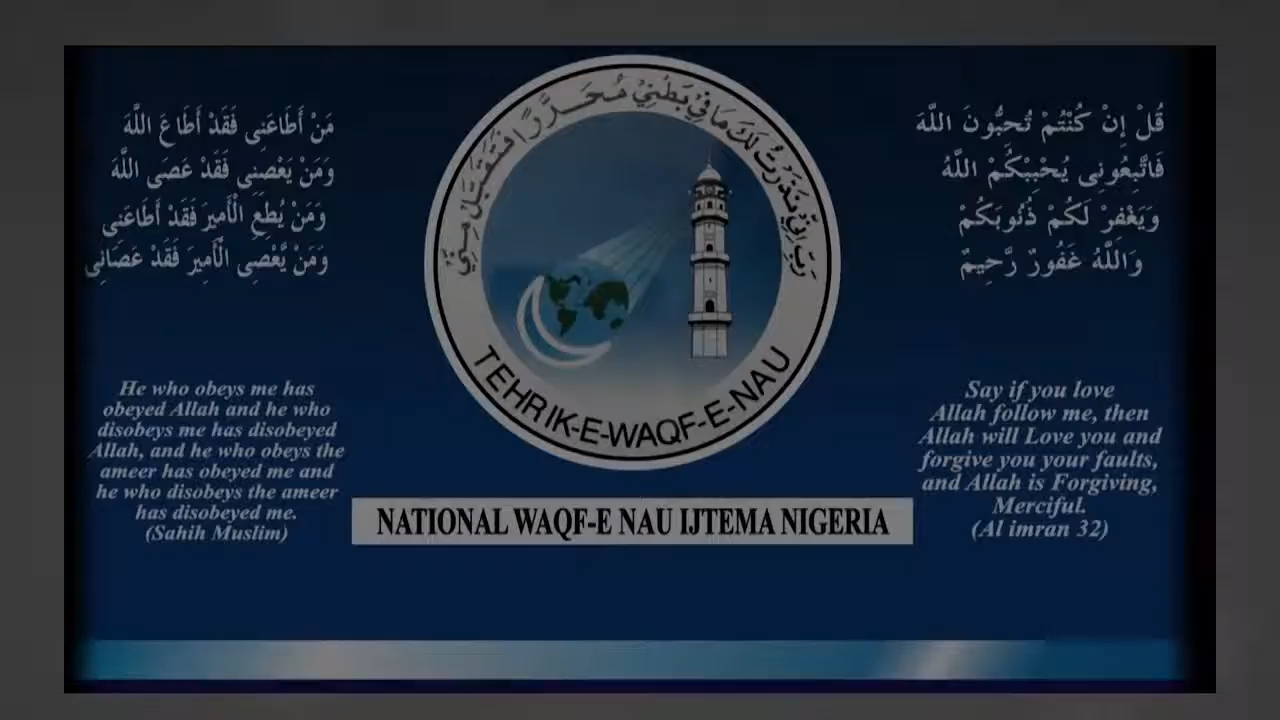 رَبِّ اِنِّيْ نَذَرْتُ لَكَ مَا فِيْ بَطْنِيْ مُحَرَّرًا فَتَقَبَّلْ مِنِّيْ
TEHRIK-E-WAQF-E-NAU
مَنْ أَطَاعَنِى فَقَدْ أَطَاعَ اللَّهَ
وَمَنْ يَعْصِنِى فَقَدْ عَصَى اللَّهَ
وَمَنْ يُطِعِ الْأَمِيرَ فَقَدْ أَطَاعَنِى
وَمَنْ يَّعْصِى الْأَمِيرَ فَقَدْ عَصَانِى
He who obeys me has
obeyed Allah and he who
disobeys me has disobeyed
Allah, and he who obeys the
ameer has obeyed me and
he who disobeys the ameer
has disobeyed me.
(Sahih Muslim)
قُلْ إِنْ كُنْتُمْ تُحِبُّونَ اللَّهَ
فَاتَّبِعُونِى يُحْبِبْكُمْ اللَّهُ
وَيَغْفِرْ لَكُمْ ذُنُوبَكُمْ
وَاللَّهُ غَفُورٌ رَّحِيمٌ
Say if you love
Allah follow me, then
Allah will Love you and
forgive you your faults,
and Allah is Forgiving,
Merciful.
(Al imran 32)
NATIONAL WAQF-E NAU IJTEMA NIGERIA